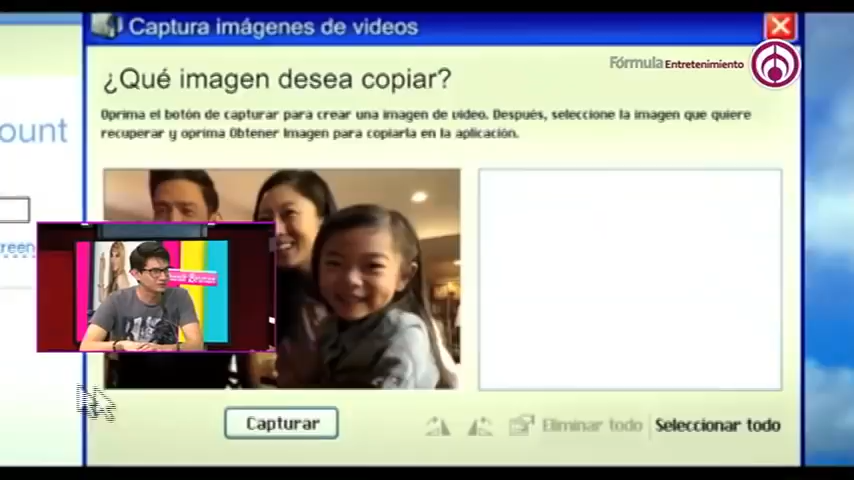 Captura imágenes de videos
Fórmula Entretenimiento
¿Qué imagen desea copiar?
Oprima el botón de capturar para crear una imagen de video. Después, seleccione la imagen que quiere
recuperar y oprima Obtener Imagen para copiarla en la aplicación.
ount
reen
Capturar
Eliminar todo
Seleccionar todo